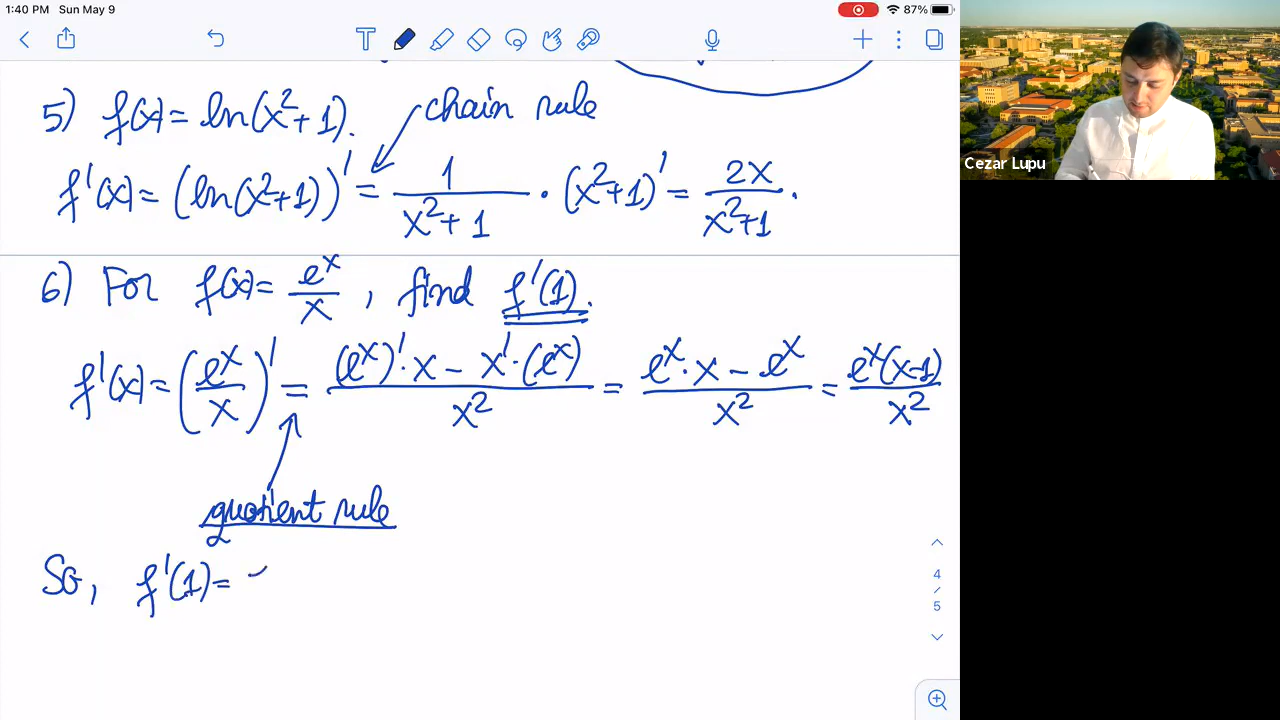 1:40 PM Sun May 9
87%
5) f(x) = ln(x²+1).
chain rule
f'(x) = (ln(x²+1))' = 1/(x²+1) · (x²+1)' = 2x/(x²+1).
6) For f(x) = eˣ/x, find f'(1).
f'(x) = (eˣ/x)' = ((eˣ)'·x − x'·(eˣ))/x² = (eˣ·x − eˣ)/x² = eˣ(x−1)/x²
quotient rule
So, f'(1) =
4
/
5
Cezar Lupu